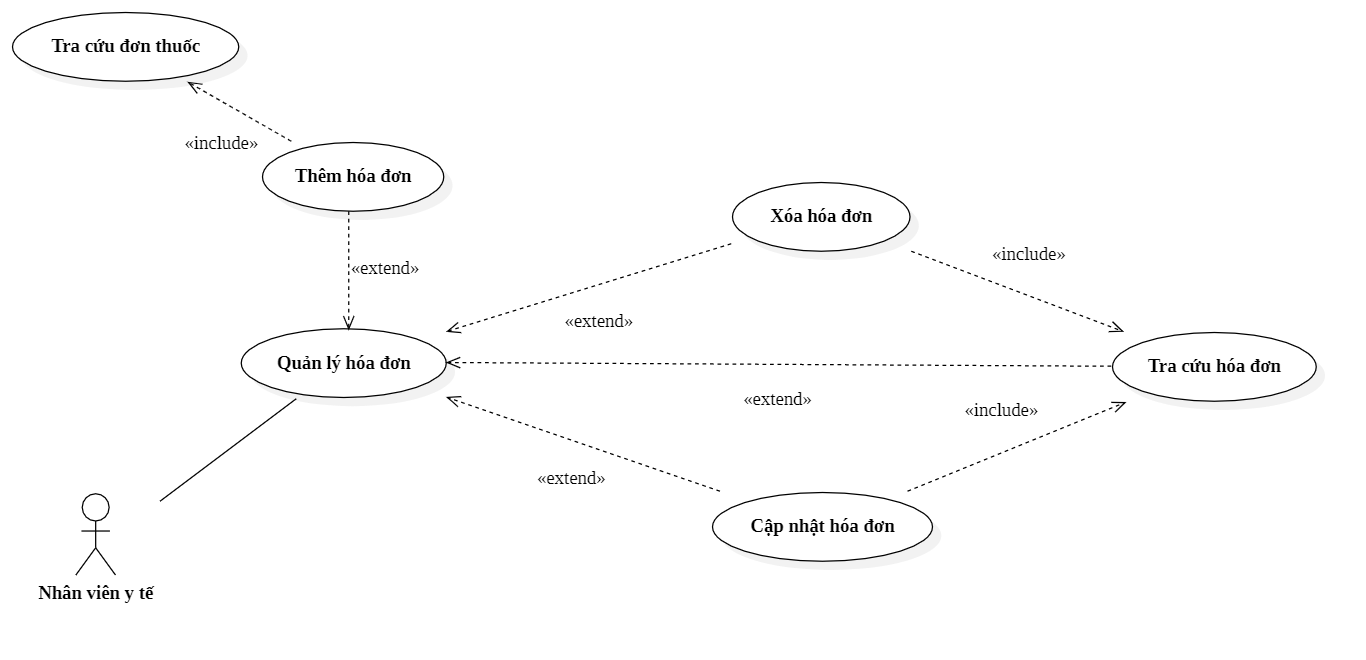 Tra cứu đơn thuốc
«include»
Thêm hóa đơn
Xóa hóa đơn
«include»
«extend»
«extend»
Quản lý hóa đơn
Tra cứu hóa đơn
«extend»
«include»
«extend»
Cập nhật hóa đơn
Nhân viên y tế